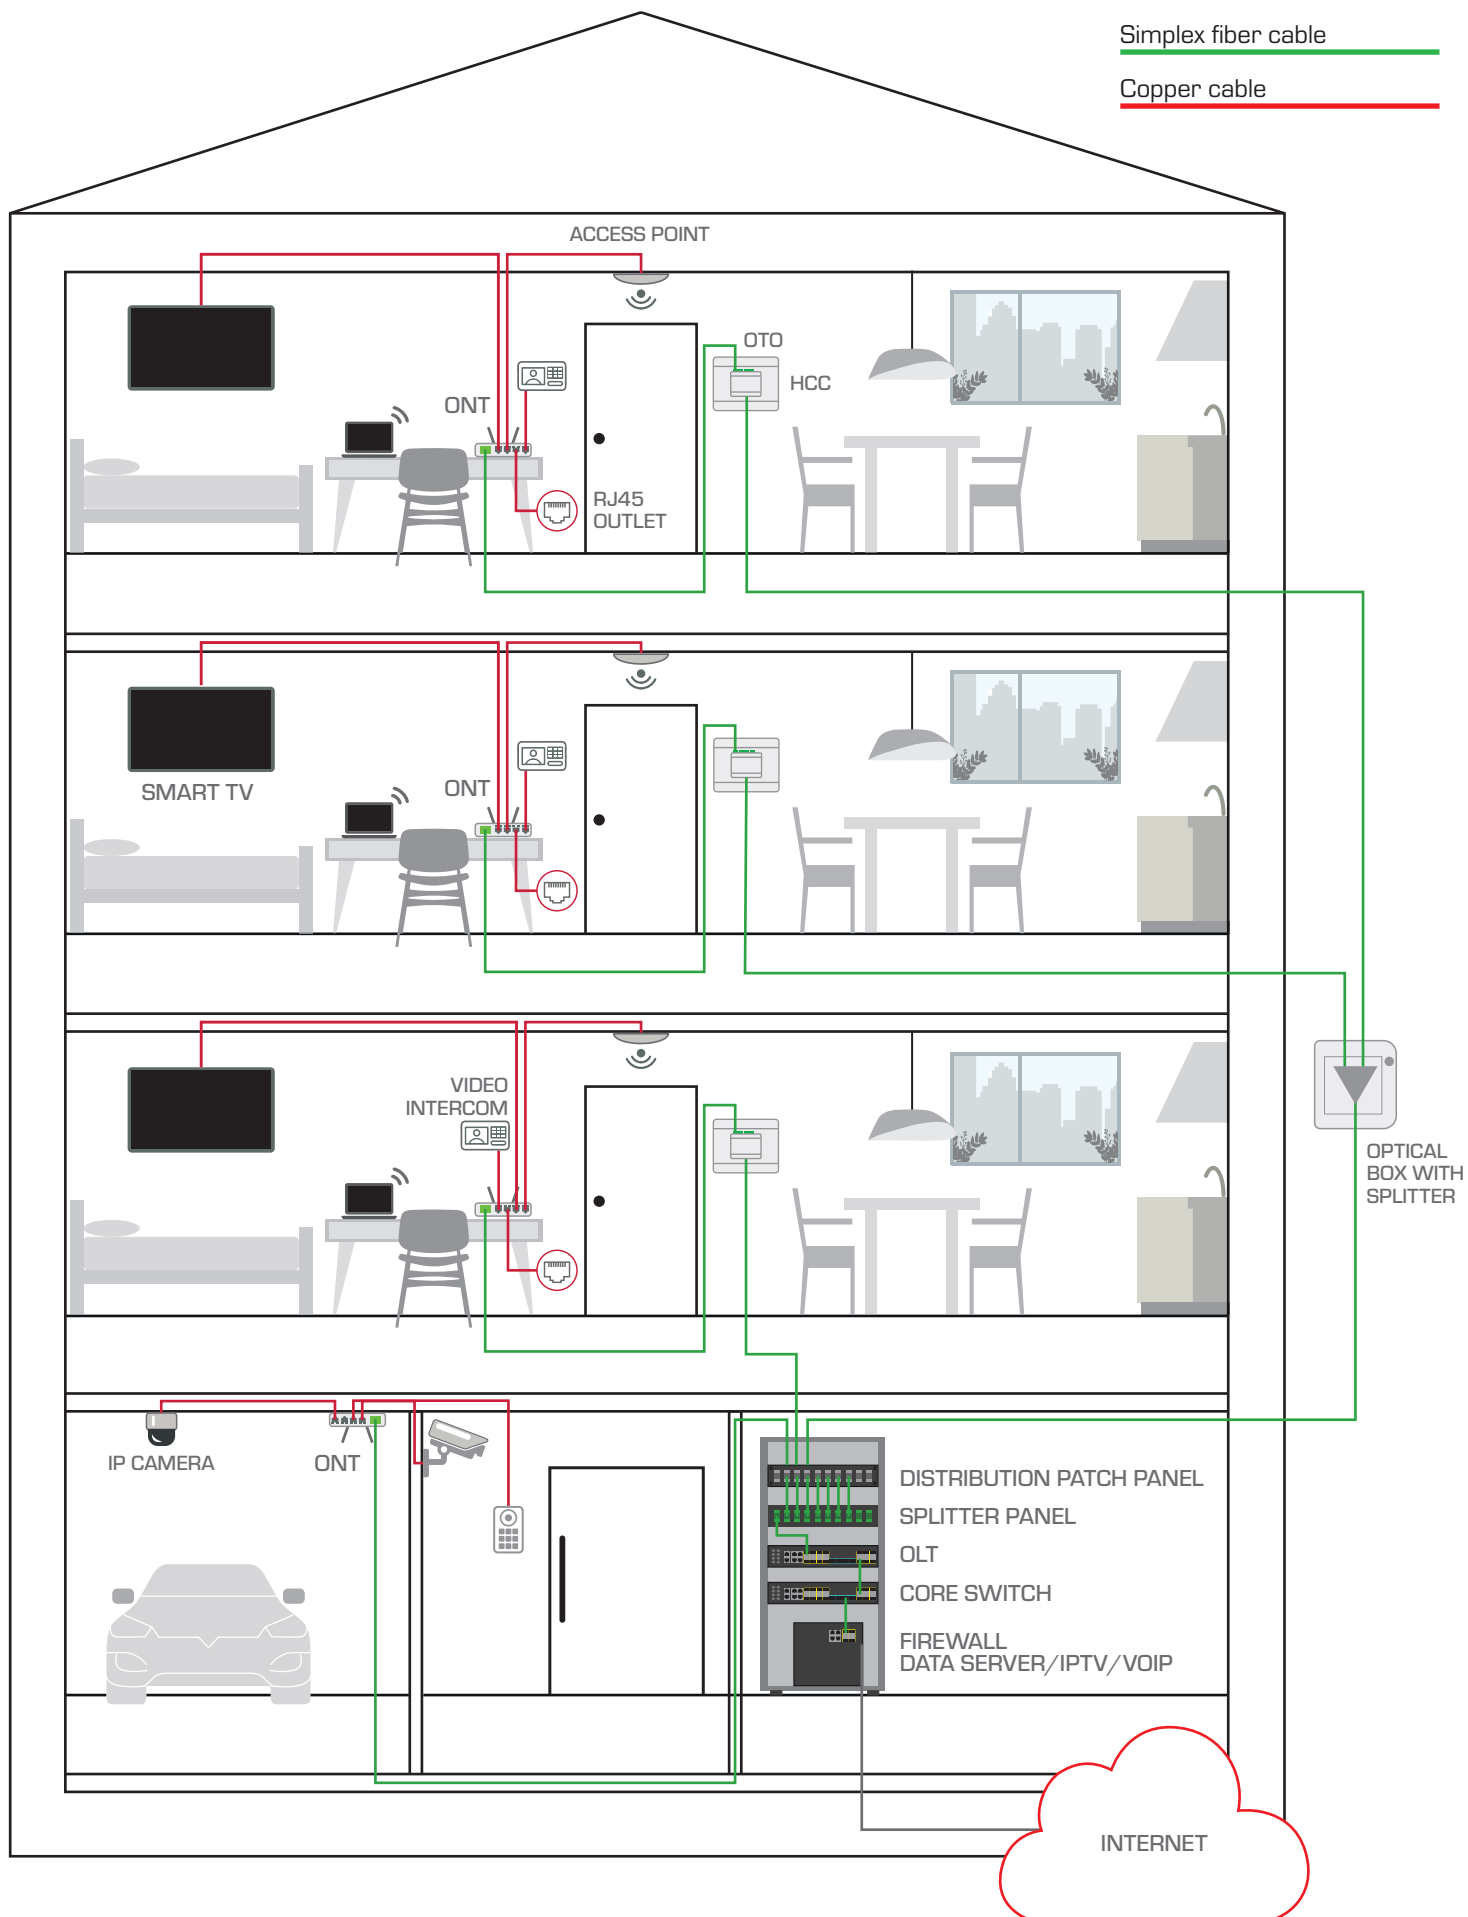 Simplex fiber cable
Copper cable
ACCESS POINT
OTO
HCC
ONT
RJ45
OUTLET
ONT
SMART TV
VIDEO
INTERCOM
OPTICAL
BOX WITH
SPLITTER
IP CAMERA
ONT
DISTRIBUTION PATCH PANEL
SPLITTER PANEL
OLT
CORE SWITCH
FIREWALL
DATA SERVER/IPTV/VOIP
INTERNET